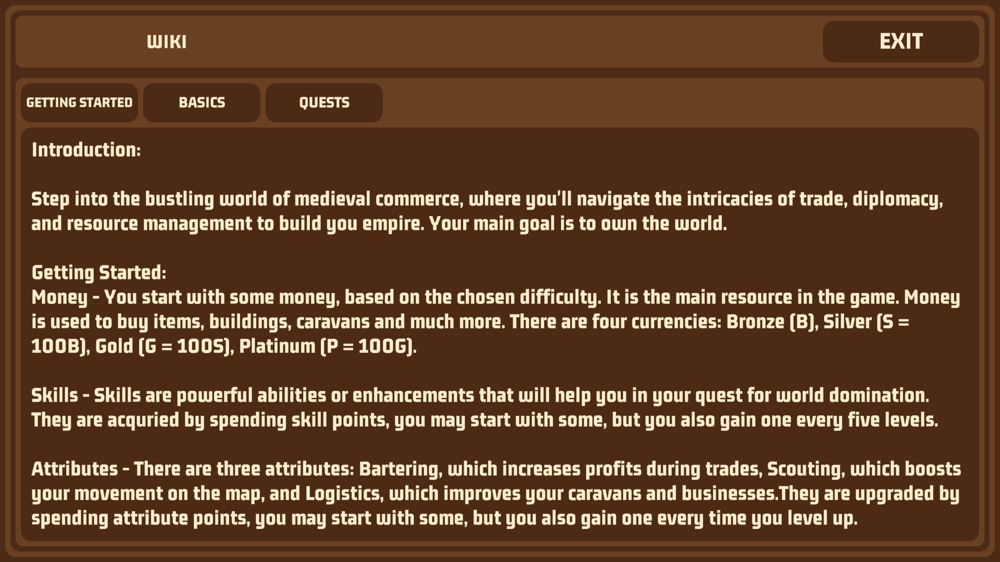 WIKI
EXIT
GETTING STARTED
BASICS
QUESTS
Introduction:
Step into the bustling world of medieval commerce, where you'll navigate the intricacies of trade, diplomacy,
and resource management to build you empire. Your main goal is to own the world.
Getting Started:
Money - You start with some money, based on the chosen difficulty. It is the main resource in the game. Money
is used to buy items, buildings, caravans and much more. There are four currencies: Bronze (B), Silver (S =
100B), Gold (G = 100S), Platinum (P = 100G).
Skills - Skills are powerful abilities or enhancements that will help you in your quest for world domination.
They are acquried by spending skill points, you may start with some, but you also gain one every five levels.
Attributes - There are three attributes: Bartering, which increases profits during trades, Scouting, which boosts
your movement on the map, and Logistics, which improves your caravans and businesses.They are upgraded by
spending attribute points, you may start with some, but you also gain one every time you level up.